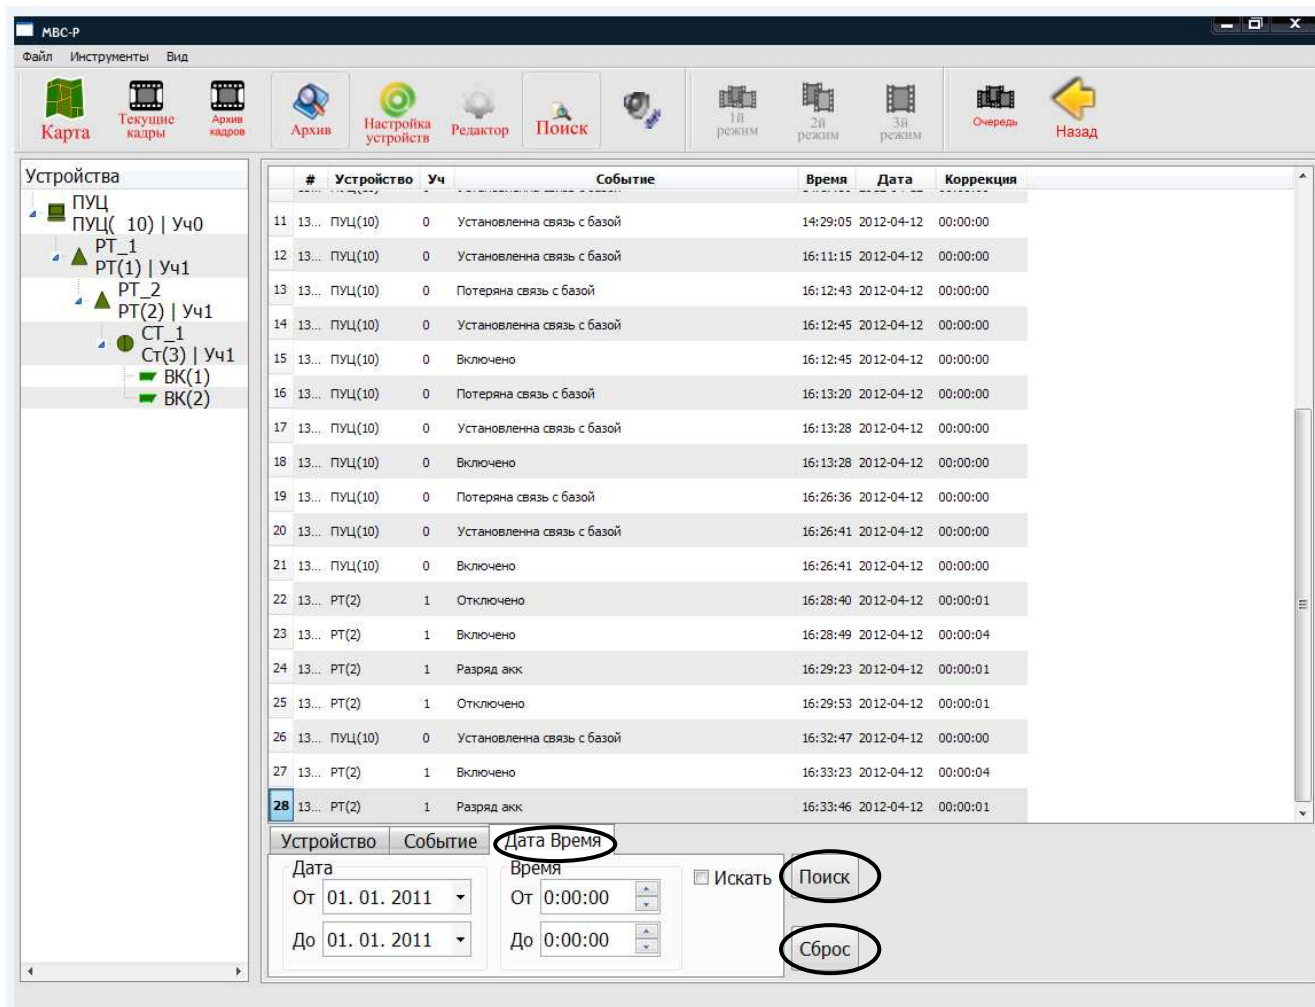 МВС-Р
Файл Инструменты Вид
Карта Текущие кадры Архив кадров Архив Настройка устройств Редактор Поиск 1й режим 2й режим 3й режим Очередь Назад
Устройства
ПУЦ
ПУЦ( 10) | Уч0
РТ_1
РТ(1) | Уч1
РТ_2
РТ(2) | Уч1
СТ_1
Ст(3) | Уч1
ВК(1)
ВК(2)
# Устройство Уч Событие Время Дата Коррекция
11 13... ПУЦ(10) 0 Установленна связь с базой 14:29:05 2012-04-12 00:00:00
12 13... ПУЦ(10) 0 Установленна связь с базой 16:11:15 2012-04-12 00:00:00
13 13... ПУЦ(10) 0 Потеряна связь с базой 16:12:43 2012-04-12 00:00:00
14 13... ПУЦ(10) 0 Установленна связь с базой 16:12:45 2012-04-12 00:00:00
15 13... ПУЦ(10) 0 Включено 16:12:45 2012-04-12 00:00:00
16 13... ПУЦ(10) 0 Потеряна связь с базой 16:13:20 2012-04-12 00:00:00
17 13... ПУЦ(10) 0 Установленна связь с базой 16:13:28 2012-04-12 00:00:00
18 13... ПУЦ(10) 0 Включено 16:13:28 2012-04-12 00:00:00
19 13... ПУЦ(10) 0 Потеряна связь с базой 16:26:36 2012-04-12 00:00:00
20 13... ПУЦ(10) 0 Установленна связь с базой 16:26:41 2012-04-12 00:00:00
21 13... ПУЦ(10) 0 Включено 16:26:41 2012-04-12 00:00:00
22 13... РТ(2) 1 Отключено 16:28:40 2012-04-12 00:00:01
23 13... РТ(2) 1 Включено 16:28:49 2012-04-12 00:00:04
24 13... РТ(2) 1 Разряд акк 16:29:23 2012-04-12 00:00:01
25 13... РТ(2) 1 Отключено 16:29:53 2012-04-12 00:00:01
26 13... ПУЦ(10) 0 Установленна связь с базой 16:32:47 2012-04-12 00:00:00
27 13... РТ(2) 1 Включено 16:33:23 2012-04-12 00:00:04
28 13... РТ(2) 1 Разряд акк 16:33:46 2012-04-12 00:00:01
Устройство Событие Дата Время
Дата Время
От 01. 01. 2011 От 0:00:00 Искать Поиск
До 01. 01. 2011 До 0:00:00 Сброс